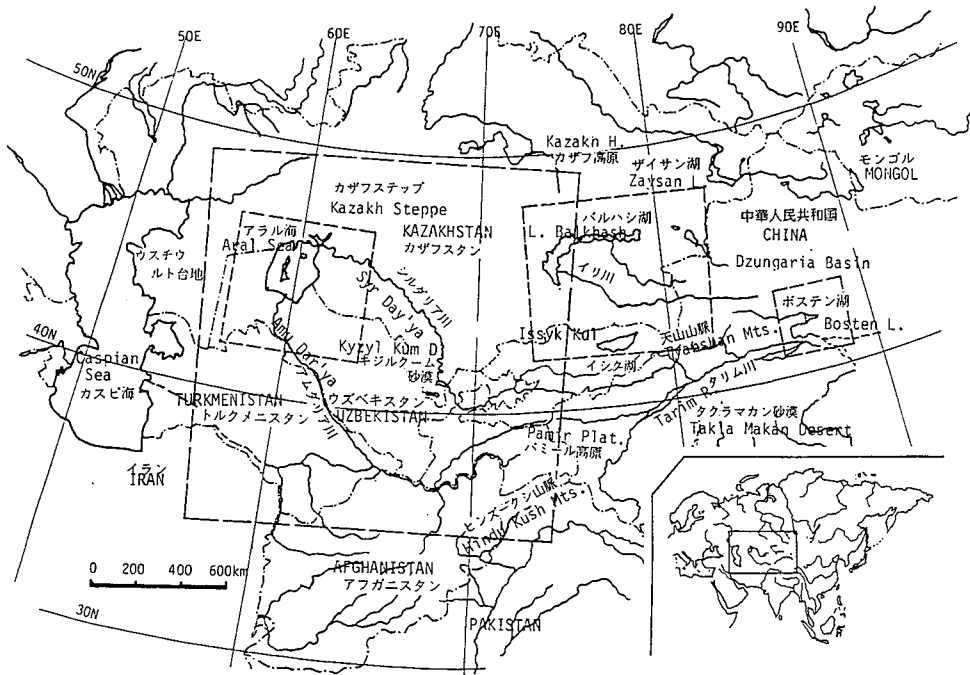 50E
60E
70E
80E
90E
50N
Kazakh H.
カザフ高原
ザイサン湖
Zaysan L.
モンゴル
MONGOL
カザフステップ
Kazakh Steppe
バルハシ湖
L. Balkhash
中華人民共和国
CHINA
アラル海
Aral Sea
KAZAKHSTAN
カザフスタン
ウスチウ
ルト台地
Dzungaria Basin
イリ川
シルダリア川
Syr Dar'ya
ボステン湖
Bosten L.
40N
Issyk Kul
天山山脈
Tianshan Mts.
Caspian
Sea
カスピ海
Amu Dar'ya
アムダリア川
Kyzyl Kum D.
キジルクーム
砂漠
イシク湖
Tarim R.
タリム川
TURKMENISTAN
トルクメニスタン
ウズベキスタン
UZBEKISTAN
タクラマカン砂漠
Takla Makan Desert
Pamir Plat.
パミール高原
イラン
IRAN
ヒンズークシ山脈
Hindu Kush Mts.
0 200 400 600km
AFGHANISTAN
アフガニスタン
30N
PAKISTAN